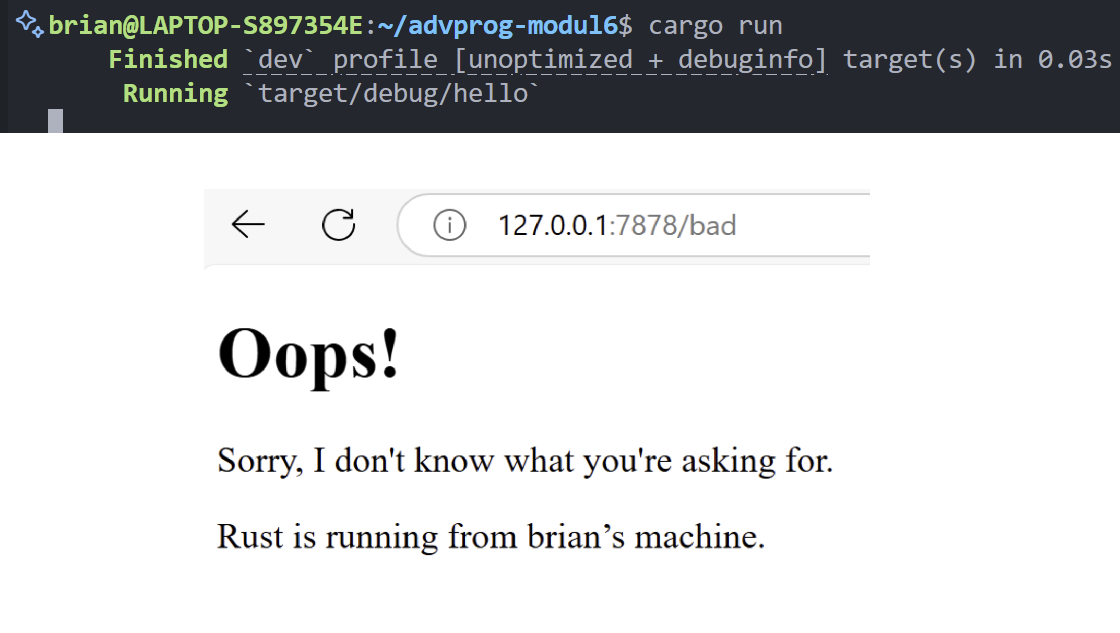 brian@LAPTOP-S897354E:~/advprog-modul6$ cargo run
Finished `dev` profile [unoptimized + debuginfo] target(s) in 0.03s
Running `target/debug/hello`
127.0.0.1:7878/bad
Oops!
Sorry, I don't know what you're asking for.
Rust is running from brian’s machine.